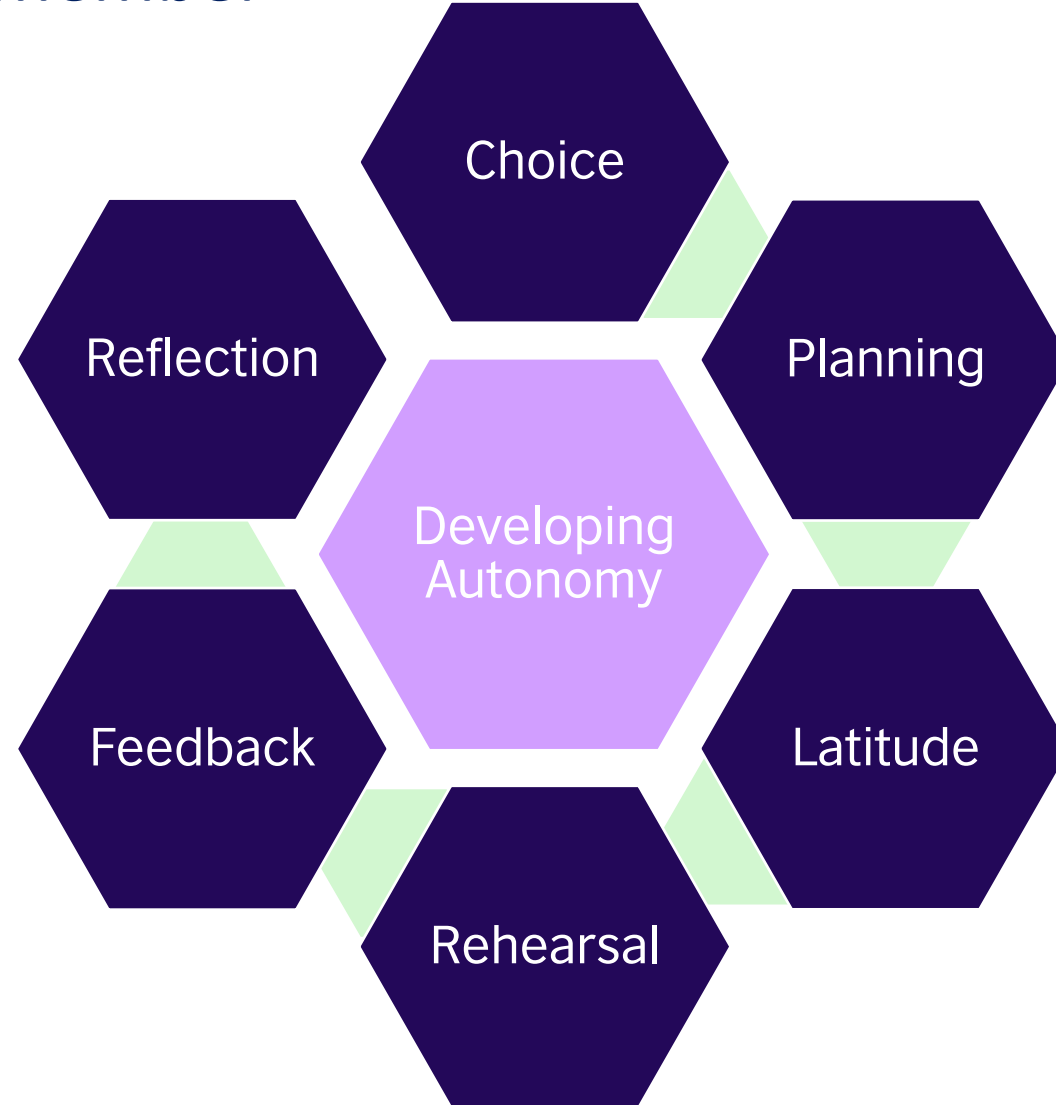 Choice
Planning
Latitude
Rehearsal
Feedback
Reflection
Developing
Autonomy